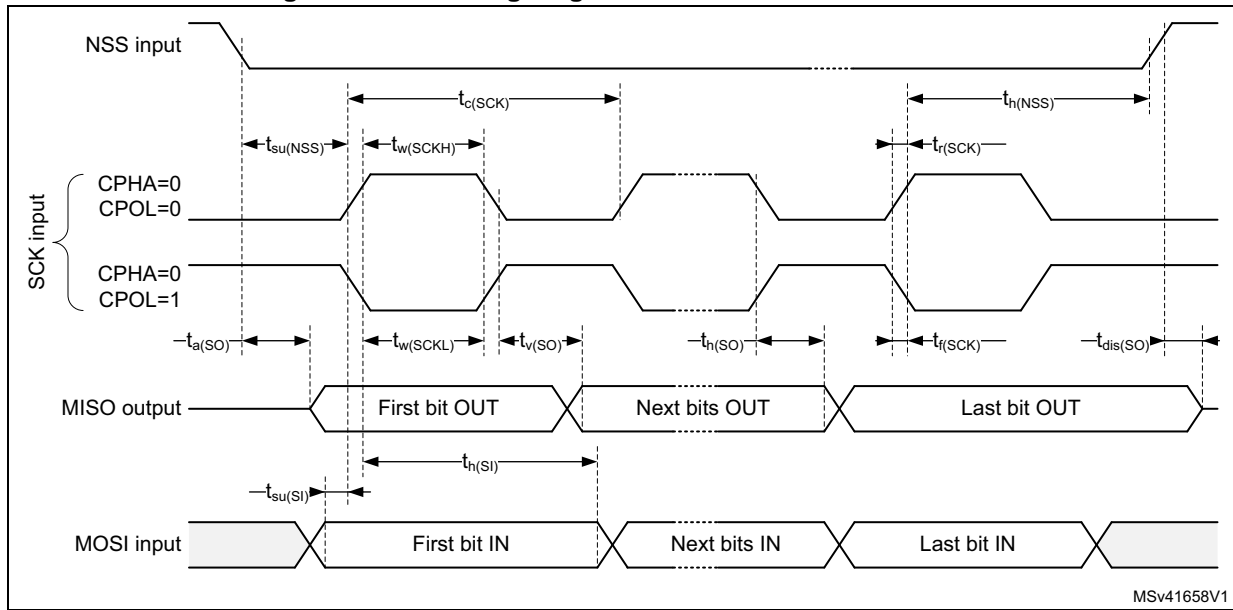 NSS input
tc(SCK)
th(NSS)
tsu(NSS)
tw(SCKH)
tr(SCK)
SCK input
CPHA=0
CPOL=0
CPHA=0
CPOL=1
ta(SO)
tw(SCKL)
tv(SO)
th(SO)
tf(SCK)
tdis(SO)
MISO output
First bit OUT
Next bits OUT
Last bit OUT
th(SI)
tsu(SI)
MOSI input
First bit IN
Next bits IN
Last bit IN
MSv41658V1